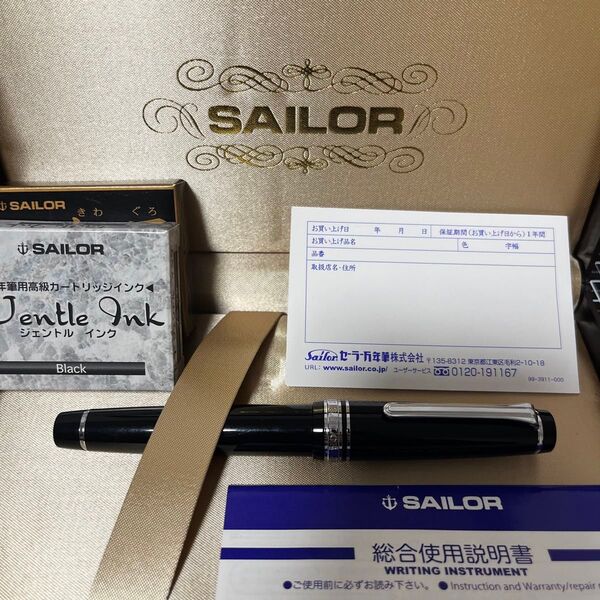 SAILOR
SAILOR
きわ ぐろ
SAILOR
年筆用高級カートリッジインク◀
Jentle Ink
ジェントル インク
Black
お買い上げ日 年 月 日 保証期間(お買い上げ日から)1年間
お買い上げ品名 色 字幅
品番
取扱店名・住所
Sailor セーラー万年筆株式会社 〒135-8312 東京都江東区毛利2-10-18
URL: www.sailor.co.jp/ ユーザーサービス 0120-191167
99-3911-000
SAILOR
総合使用説明書
WRITING INSTRUMENT
●ご使用前に必ずお読み下さい。 ● Instruction and Warranty/repair